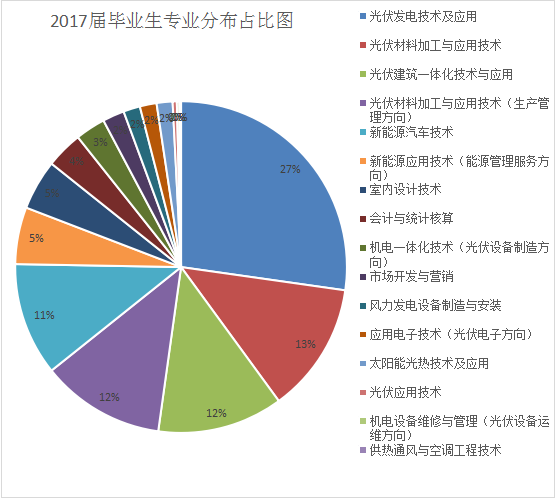 2017届毕业生专业分布占比图
27%
13%
12%
12%
11%
5%
5%
3%
2%
2%
2%
光伏发电技术及应用
光伏材料加工与应用技术
光伏建筑一体化技术与应用
光伏材料加工与应用技术（生产管
理方向）
新能源汽车技术
新能源应用技术（能源管理服务方
向）
室内设计技术
会计与统计核算
机电一体化技术（光伏设备制造方
向）
市场开发与营销
风力发电设备制造与安装
应用电子技术（光伏电子方向）
太阳能光热技术及应用
光伏应用技术
机电设备维修与管理（光伏设备运
维方向）
供热通风与空调工程技术